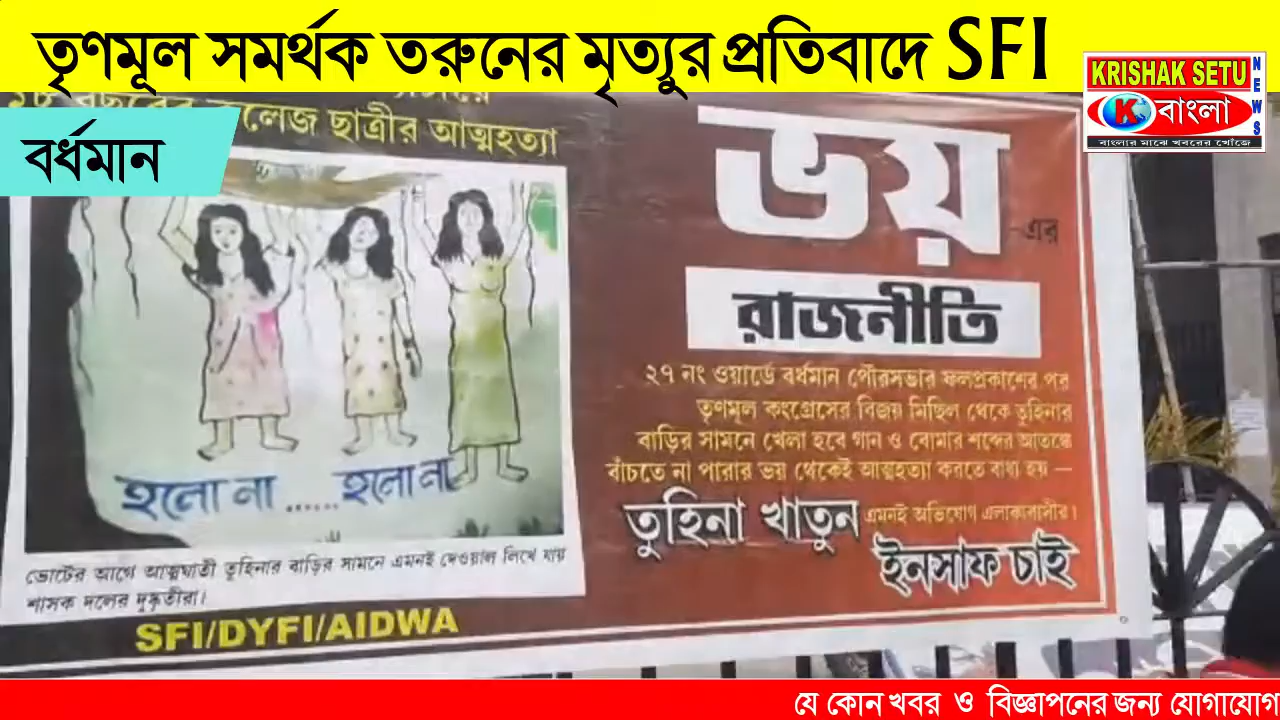 তৃণমূল সমর্থক তরুনের মৃত্যুর প্রতিবাদে SFI
KRISHAK SETU
NEWS
K বাংলা
বাংলার মাঝে খবরের খোঁজে
বর্ধমান
ছাত্রীর আত্মহত্যা
হলো না ...... হলো না
ভোটের আগে আত্মঘাতী তুহিনার বাড়ির সামনে এমনই দেওয়াল লিখে যায়
শাসক দলের দুষ্কৃতীরা।
SFI/DYFI/AIDWA
ভয়
-এর
রাজনীতি
২৭ নং ওয়ার্ডে বর্ধমান পৌরসভার ফলপ্রকাশের পর
তৃণমূল কংগ্রেসের বিজয় মিছিল থেকে তুহিনার
বাড়ির সামনে খেলা হবে গান ও বোমার শব্দের আতঙ্কে
বাঁচতে না পারার ভয় থেকেই আত্মহত্যা করতে বাধ্য হয় —
তুহিনা খাতুন এমনই অভিযোগ এলাকাবাসীর।
ইনসাফ চাই
যে কোন খবর ও বিজ্ঞাপনের জন্য যোগাযোগ